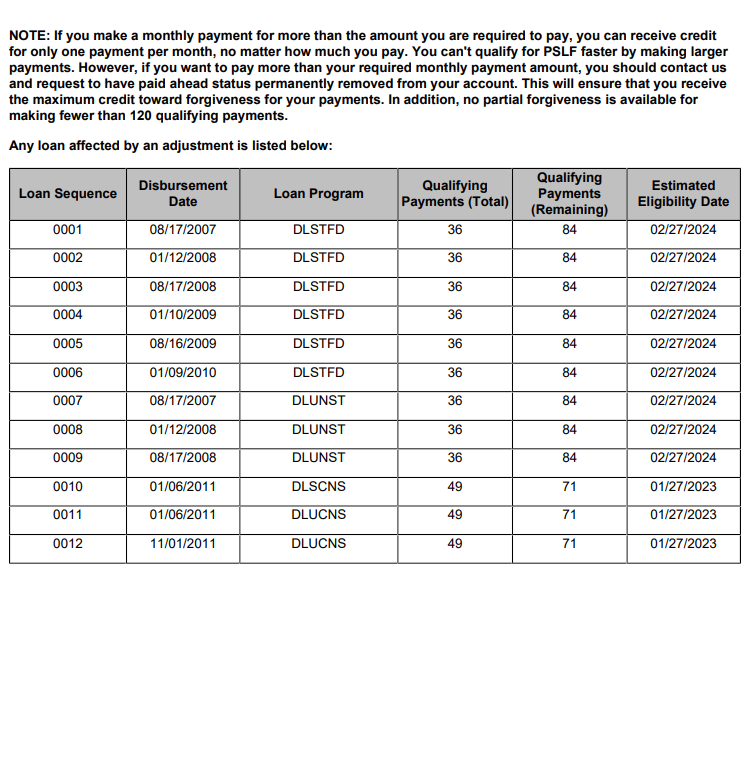 NOTE: If you make a monthly payment for more than the amount you are required to pay, you can receive credit
for only one payment per month, no matter how much you pay. You can't qualify for PSLF faster by making larger
payments. However, if you want to pay more than your required monthly payment amount, you should contact us
and request to have paid ahead status permanently removed from your account. This will ensure that you receive
the maximum credit toward forgiveness for your payments. In addition, no partial forgiveness is available for
making fewer than 120 qualifying payments.
Any loan affected by an adjustment is listed below:
Loan Sequence Disbursement Date Loan Program Qualifying Payments (Total) Qualifying Payments (Remaining) Estimated Eligibility Date
0001 08/17/2007 DLSTFD 36 84 02/27/2024
0002 01/12/2008 DLSTFD 36 84 02/27/2024
0003 08/17/2008 DLSTFD 36 84 02/27/2024
0004 01/10/2009 DLSTFD 36 84 02/27/2024
0005 08/16/2009 DLSTFD 36 84 02/27/2024
0006 01/09/2010 DLSTFD 36 84 02/27/2024
0007 08/17/2007 DLUNST 36 84 02/27/2024
0008 01/12/2008 DLUNST 36 84 02/27/2024
0009 08/17/2008 DLUNST 36 84 02/27/2024
0010 01/06/2011 DLSCNS 49 71 01/27/2023
0011 01/06/2011 DLUCNS 49 71 01/27/2023
0012 11/01/2011 DLUCNS 49 71 01/27/2023